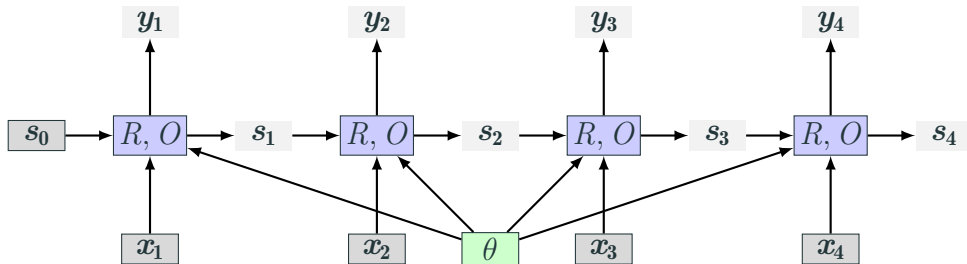 y1 y2 y3 y4
s0 R, O s1 R, O s2 R, O s3 R, O s4
x1 x2 θ x3 x4